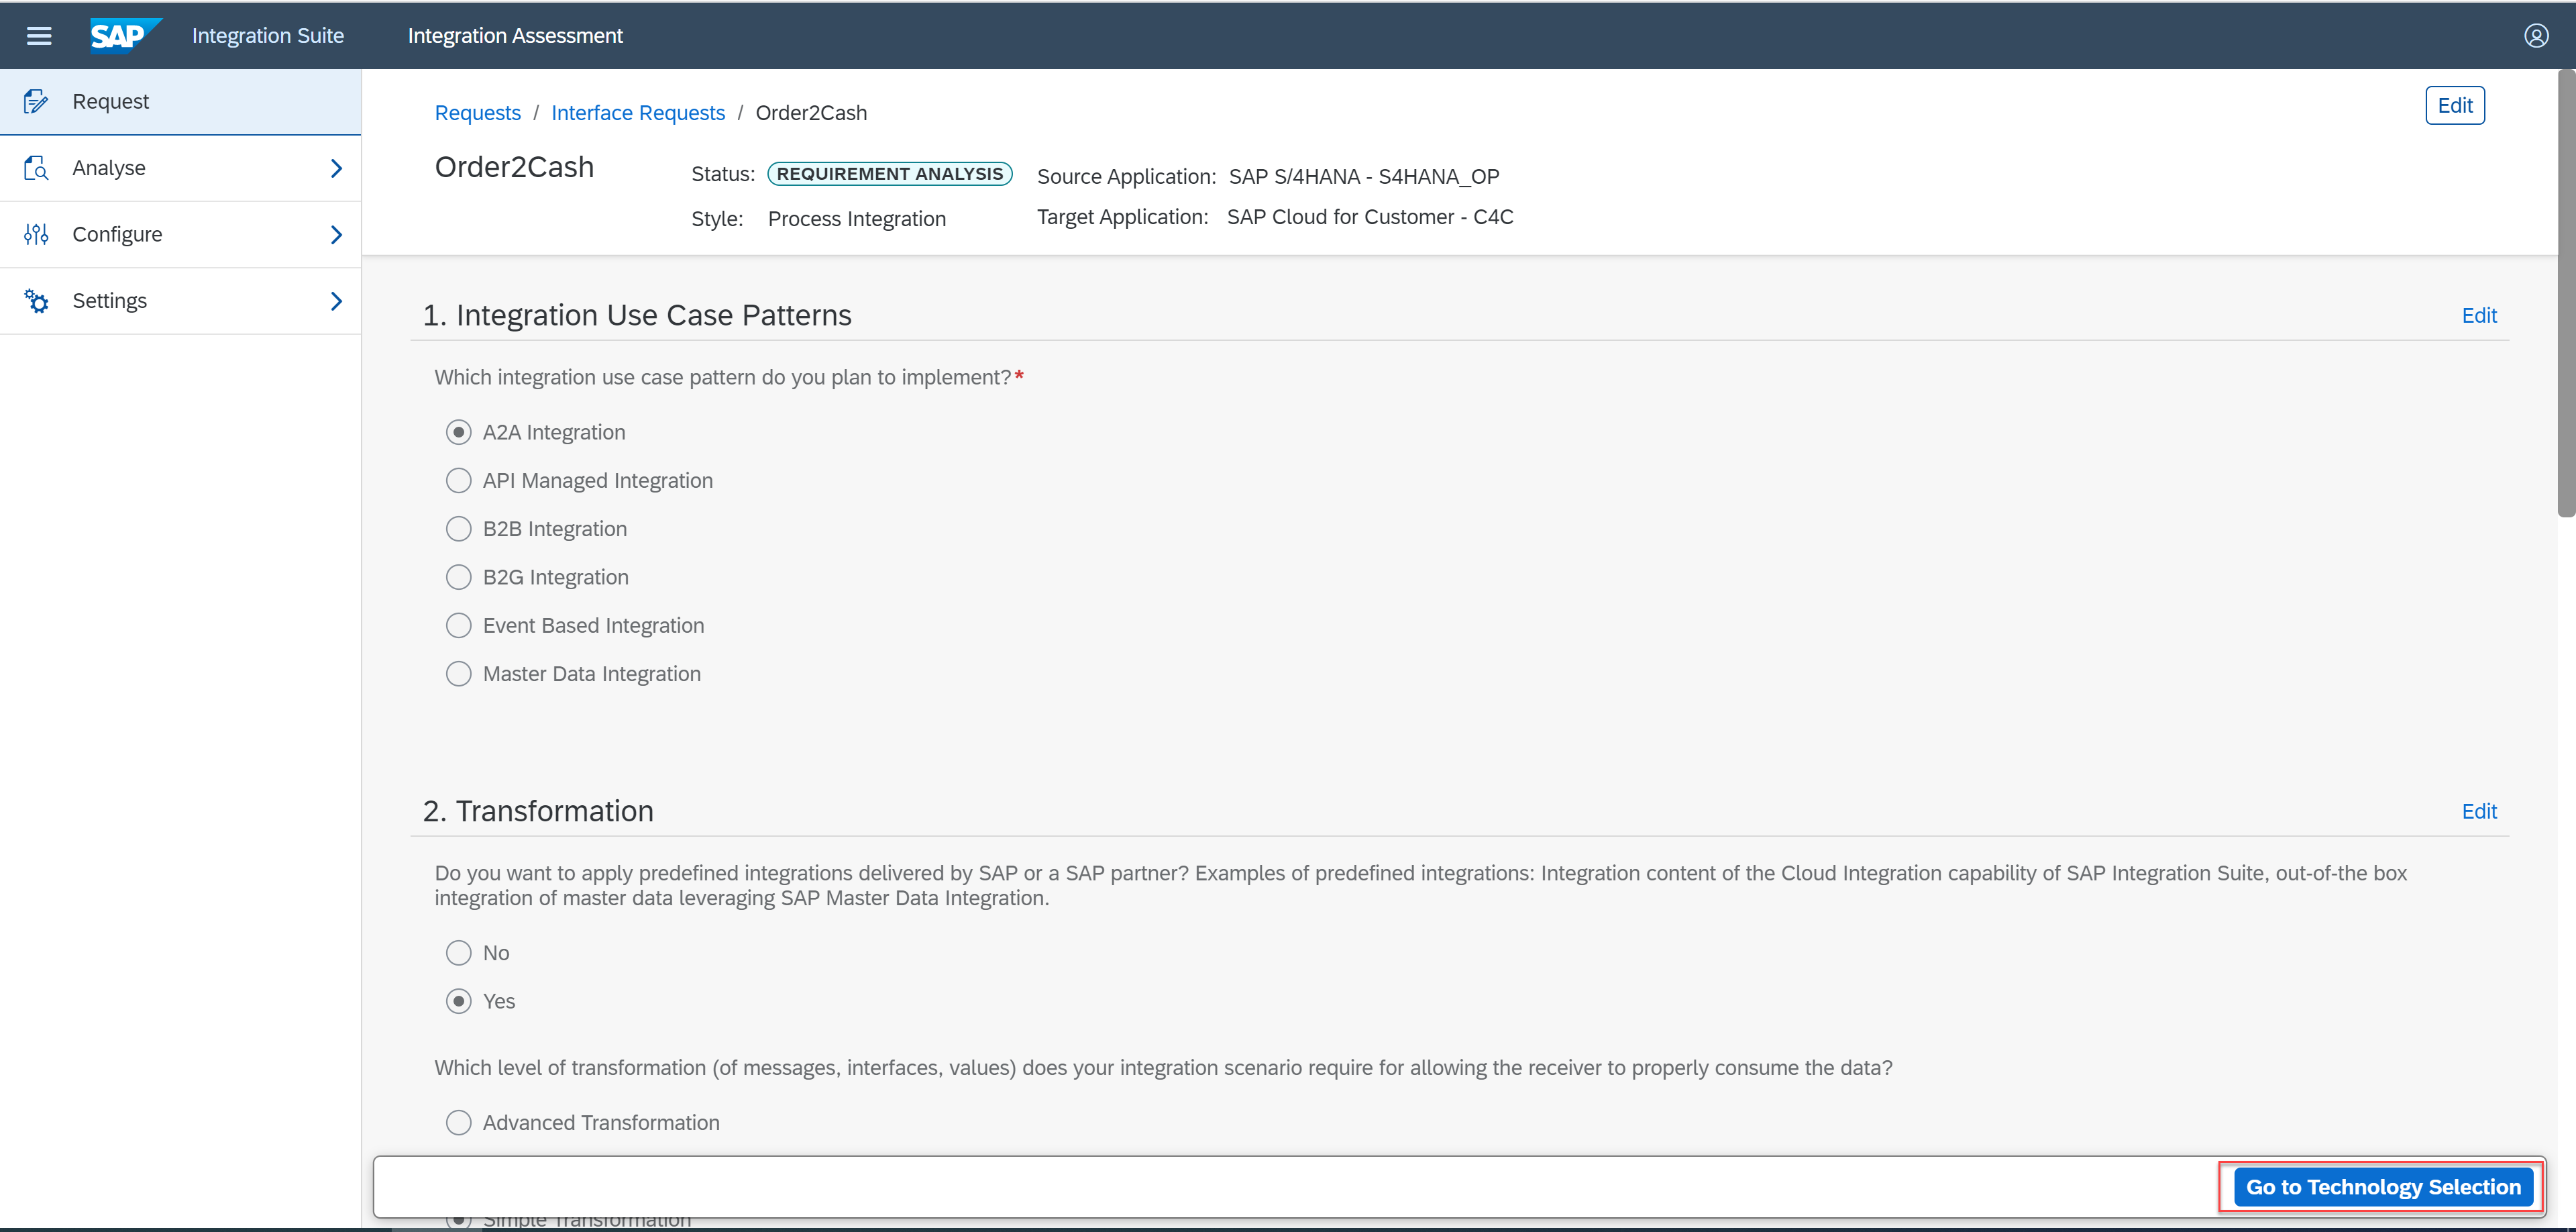 SAP Integration Suite Integration Assessment
Request
Analyse
Configure
Settings
Requests / Interface Requests / Order2Cash
Edit
Order2Cash
Status: REQUIREMENT ANALYSIS
Style: Process Integration
Source Application: SAP S/4HANA - S4HANA_OP
Target Application: SAP Cloud for Customer - C4C
1. Integration Use Case Patterns
Edit
Which integration use case pattern do you plan to implement?*
A2A Integration
API Managed Integration
B2B Integration
B2G Integration
Event Based Integration
Master Data Integration
2. Transformation
Edit
Do you want to apply predefined integrations delivered by SAP or a SAP partner? Examples of predefined integrations: Integration content of the Cloud Integration capability of SAP Integration Suite, out-of-the box
integration of master data leveraging SAP Master Data Integration.
No
Yes
Which level of transformation (of messages, interfaces, values) does your integration scenario require for allowing the receiver to properly consume the data?
Advanced Transformation
Go to Technology Selection
Simple Transformation